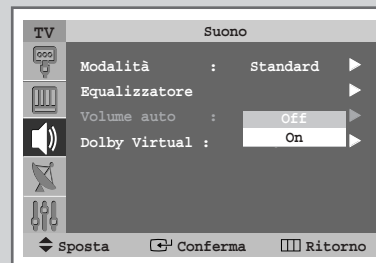 TV Suono
Modalità : Standard
Equalizzatore
Volume auto : Off
On
Dolby Virtual :
Sposta Conferma Ritorno